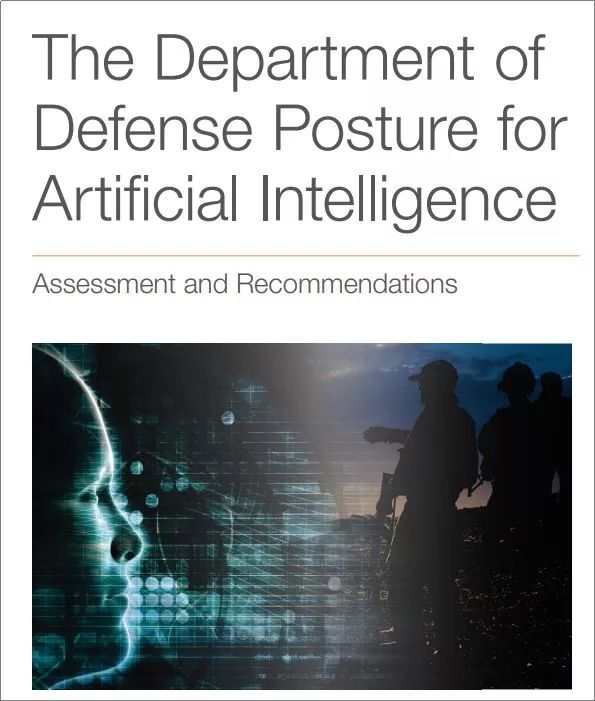 The Department of
Defense Posture for
Artificial Intelligence
Assessment and Recommendations